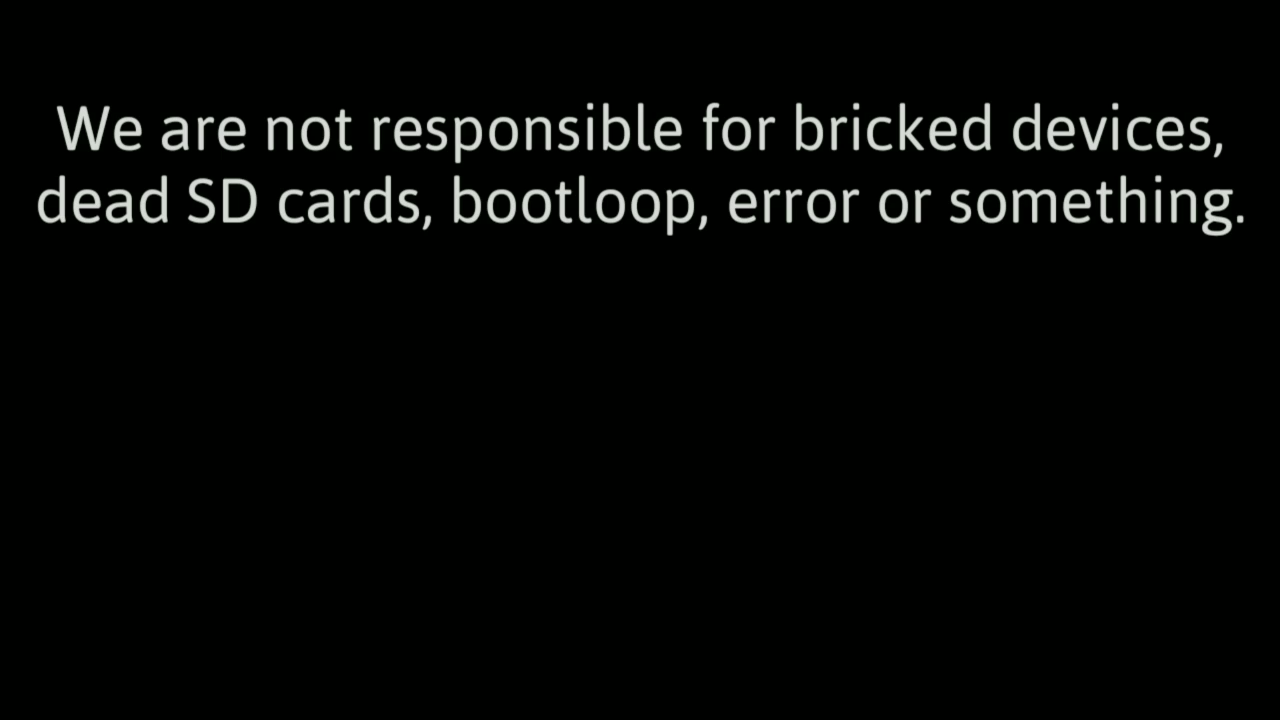 We are not responsible for bricked devices,
dead SD cards, bootloop, error or something.